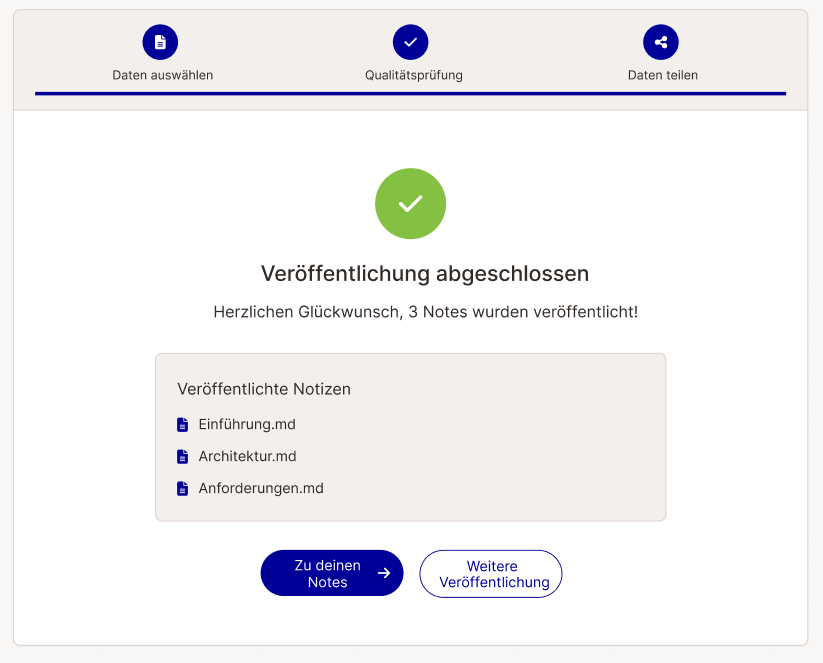 Daten auswählen
Qualitätsprüfung
Daten teilen
Veröffentlichung abgeschlossen
Herzlichen Glückwunsch, 3 Notes wurden veröffentlicht!
Veröffentlichte Notizen
Einführung.md
Architektur.md
Anforderungen.md
Zu deinen
Notes
Weitere
Veröffentlichung